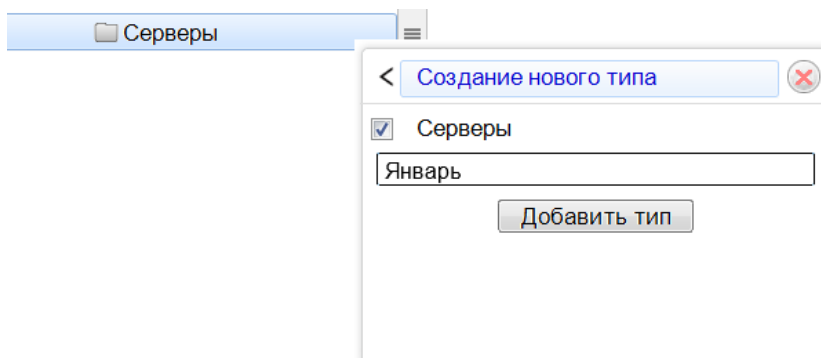 Серверы
Создание нового типа
Серверы
Январь
Добавить тип